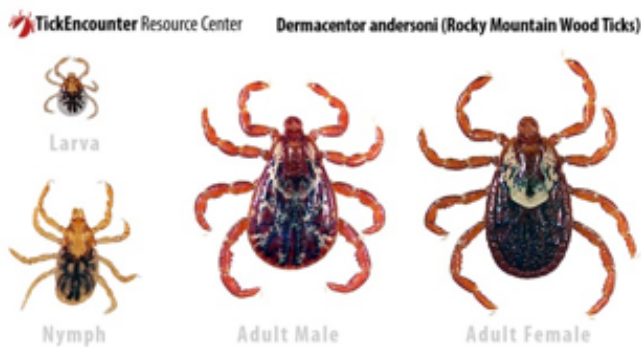 TickEncounter Resource Center
Dermacentor andersoni (Rocky Mountain Wood Ticks)
Larva
Nymph
Adult Male
Adult Female